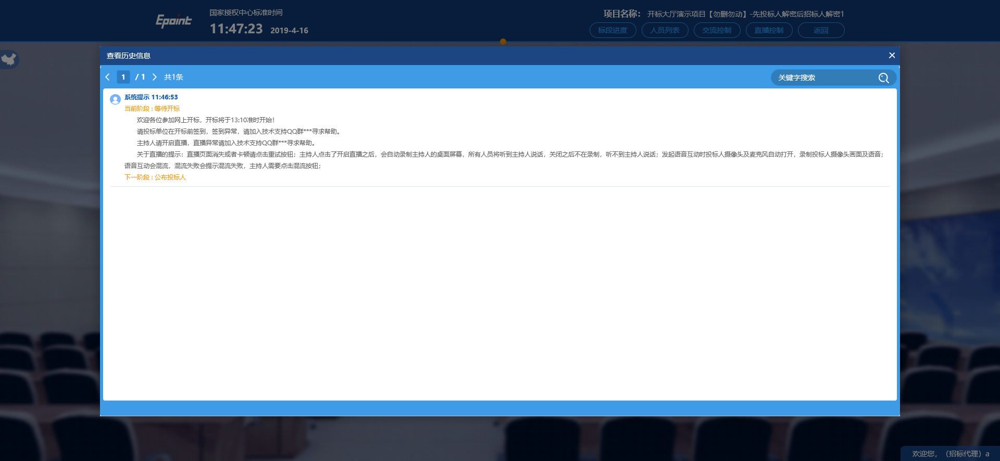 Epoint
国家授权中心标准时间
11:47:23 2019-4-16
项目名称： 开标大厅演示项目【勿删勿动】-先投标人解密后招标人解密1
标段进度 人员列表 交流控制 直播控制 返回
查看历史信息
1 / 1 共1条
关键字搜索
系统提示 11:46:53
当前阶段 : 等待开标
欢迎各位参加网上开标，开标将于13:10准时开始！
请投标单位在开标前签到，签到异常，请加入技术支持QQ群***寻求帮助。
主持人请开启直播，直播异常请加入技术支持QQ群***寻求帮助。
关于直播的提示：直播页面消失或者卡顿请点击重试按钮；主持人点击了开启直播之后，会自动录制主持人的桌面屏幕，所有人员将听到主持人说话，关闭之后不在录制，听不到主持人说话；发起语音互动时投标人摄像头及麦克风自动打开，录制投标人摄像头画面及语音；
语音互动会混流，混流失败会提示混流失败，主持人需要点击混流按钮；
下一阶段 : 公布投标人
欢迎您，（招标代理）a